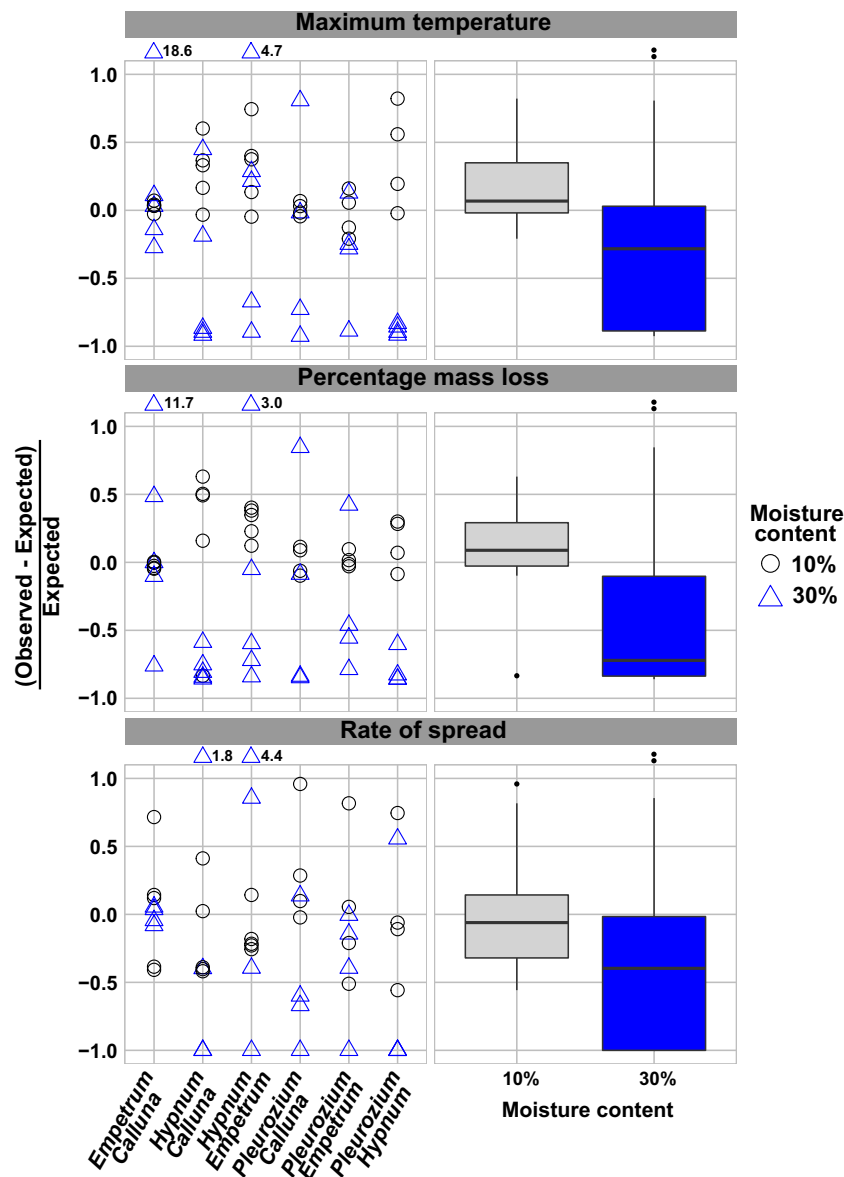 Maximum temperature
18.6
4.7
1.0
0.5
0.0
−0.5
−1.0
Percentage mass loss
11.7
3.0
1.0
0.5
0.0
−0.5
−1.0
(Observed - Expected)
Expected
Moisture
content
10%
30%
Rate of spread
1.8
4.4
1.0
0.5
0.0
−0.5
−1.0
Empetrum
Calluna
Hypnum
Calluna
Hypnum
Empetrum
Pleurozium
Calluna
Pleurozium
Empetrum
Pleurozium
Hypnum
10%
30%
Moisture content